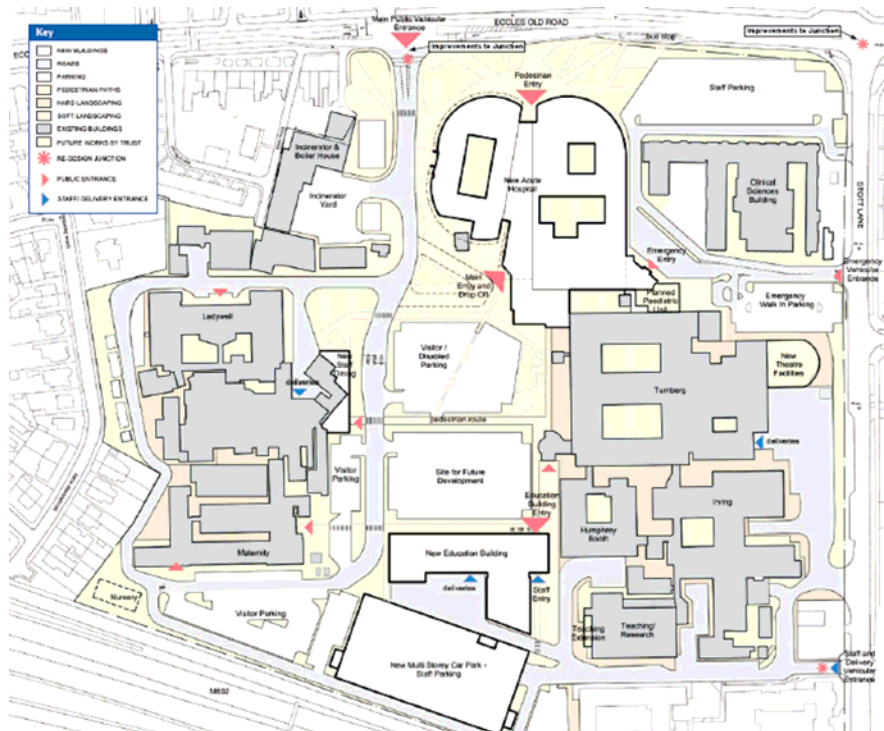 Key
NEW BUILDINGS
ROADS
PARKING
PEDESTRIAN PATHS
HARD LANDSCAPING
SOFT LANDSCAPING
EXISTING BUILDINGS
FUTURE WORKS BY TRUST
RE-DESIGN JUNCTION
PUBLIC ENTRANCE
STAFF/ DELIVERY ENTRANCE
Main Public Vehicular
Entrance
ECCLES OLD ROAD
Improvements to Junction
bus stop
Improvements to Junction
Pedestrian
Entry
Staff Parking
Incinerator &
Boiler House
Incinerator
Yard
New Acute
Hospital
Clinical
Sciences
Building
STOTT LANE
Emergency
Entry
Emergency
Vehicular
Entrance
Main
Entry and
Drop Off
Planned
Paediatric
Unit
Emergency
Walk In Parking
Ladywell
New
Staff
Dining
deliveries
Visitor /
Disabled
Parking
Turnberg
New
Theatre
Facilities
pedestrian route
deliveries
Visitor
Parking
Site for Future
Development
Education
Building
Entry
Irving
Humphrey
Booth
Maternity
New Education Building
deliveries
Staff
Entry
Nursery
Visitor Parking
Teaching
Extension
Teaching/
Research
New Multi Storey Car Park -
Staff Parking
Staff and
Delivery
Vehicular
Entrance
M602